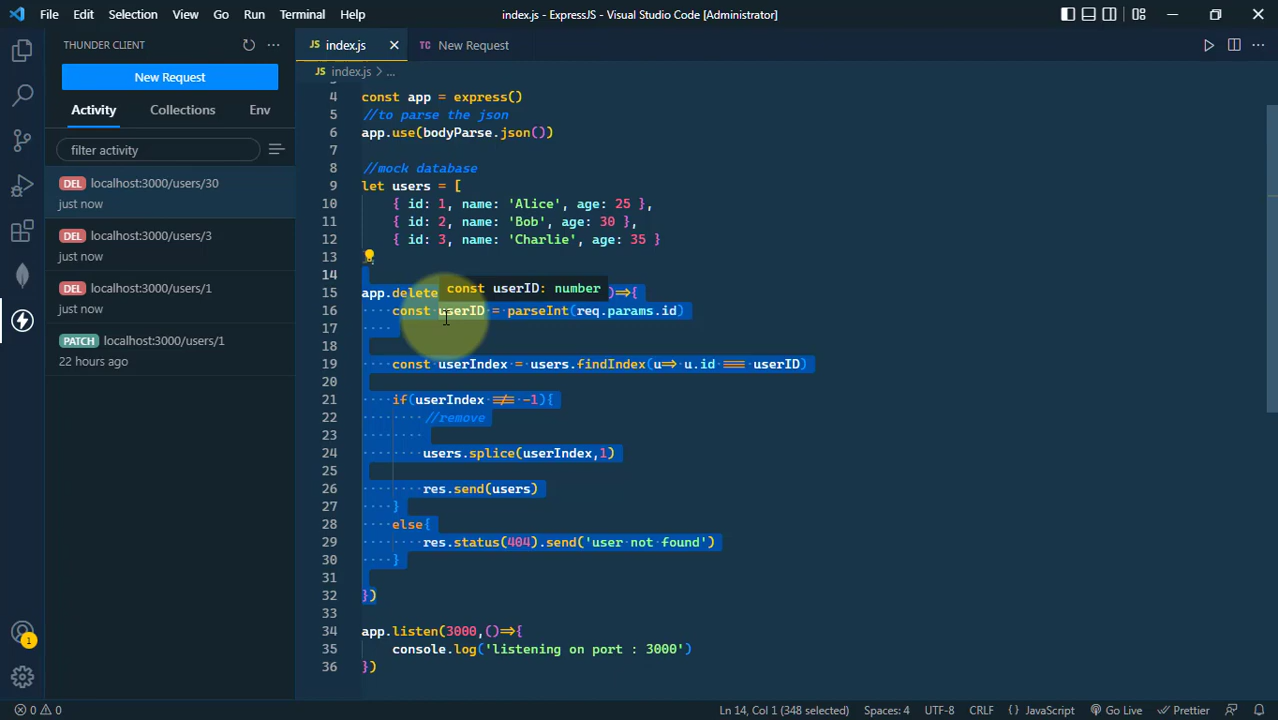 File Edit Selection View Go Run Terminal Help index.js - ExpressJS - Visual Studio Code [Administrator]
THUNDER CLIENT
New Request
Activity Collections Env
filter activity
DEL localhost:3000/users/30
just now
DEL localhost:3000/users/3
just now
DEL localhost:3000/users/1
just now
PATCH localhost:3000/users/1
22 hours ago
JS index.js TC New Request
JS index.js > ...
4 const app = express()
5 //to parse the json
6 app.use(bodyParse.json())
7
8 //mock database
9 let users = [
10 { id: 1, name: 'Alice', age: 25 },
11 { id: 2, name: 'Bob', age: 30 },
12 { id: 3, name: 'Charlie', age: 35 }
13
14
const userID: number
15 app.delete )=>{
16 const userID = parseInt(req.params.id)
17
18
19 const userIndex = users.findIndex(u=> u.id === userID)
20
21 if(userIndex !== -1){
22 //remove
23
24 users.splice(userIndex,1)
25
26 res.send(users)
27 }
28 else{
29 res.status(404).send('user not found')
30 }
31
32 })
33
34 app.listen(3000,()=>{
35 console.log('listening on port : 3000')
36 })
1
0 0 Ln 14, Col 1 (348 selected) Spaces: 4 UTF-8 CRLF { } JavaScript Go Live Prettier